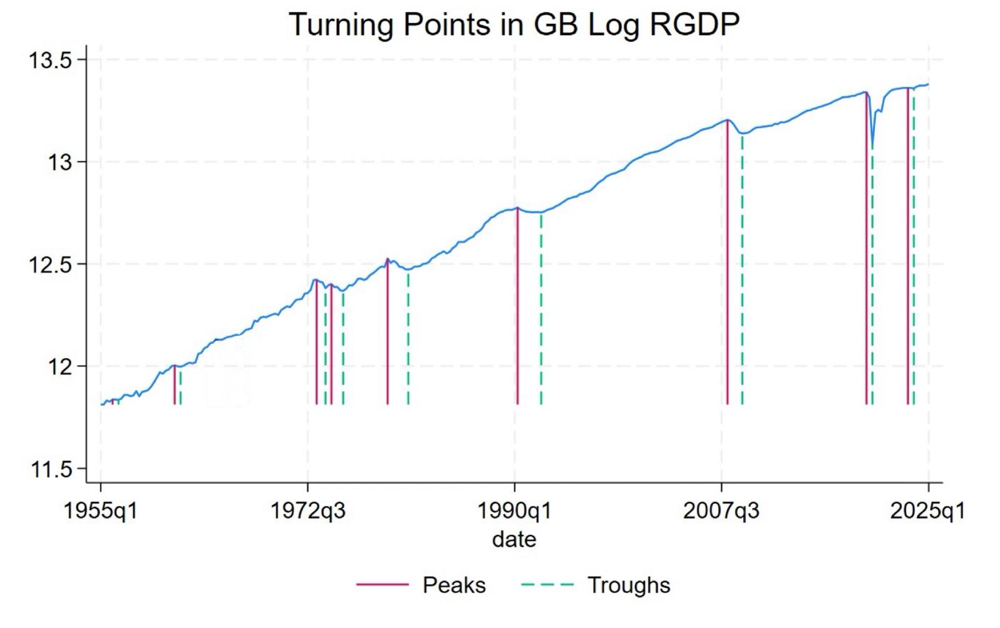 Turning Points in GB Log RGDP
13.5
13
12.5
12
11.5
1955q1 1972q3 1990q1 2007q3 2025q1
date
Peaks Troughs